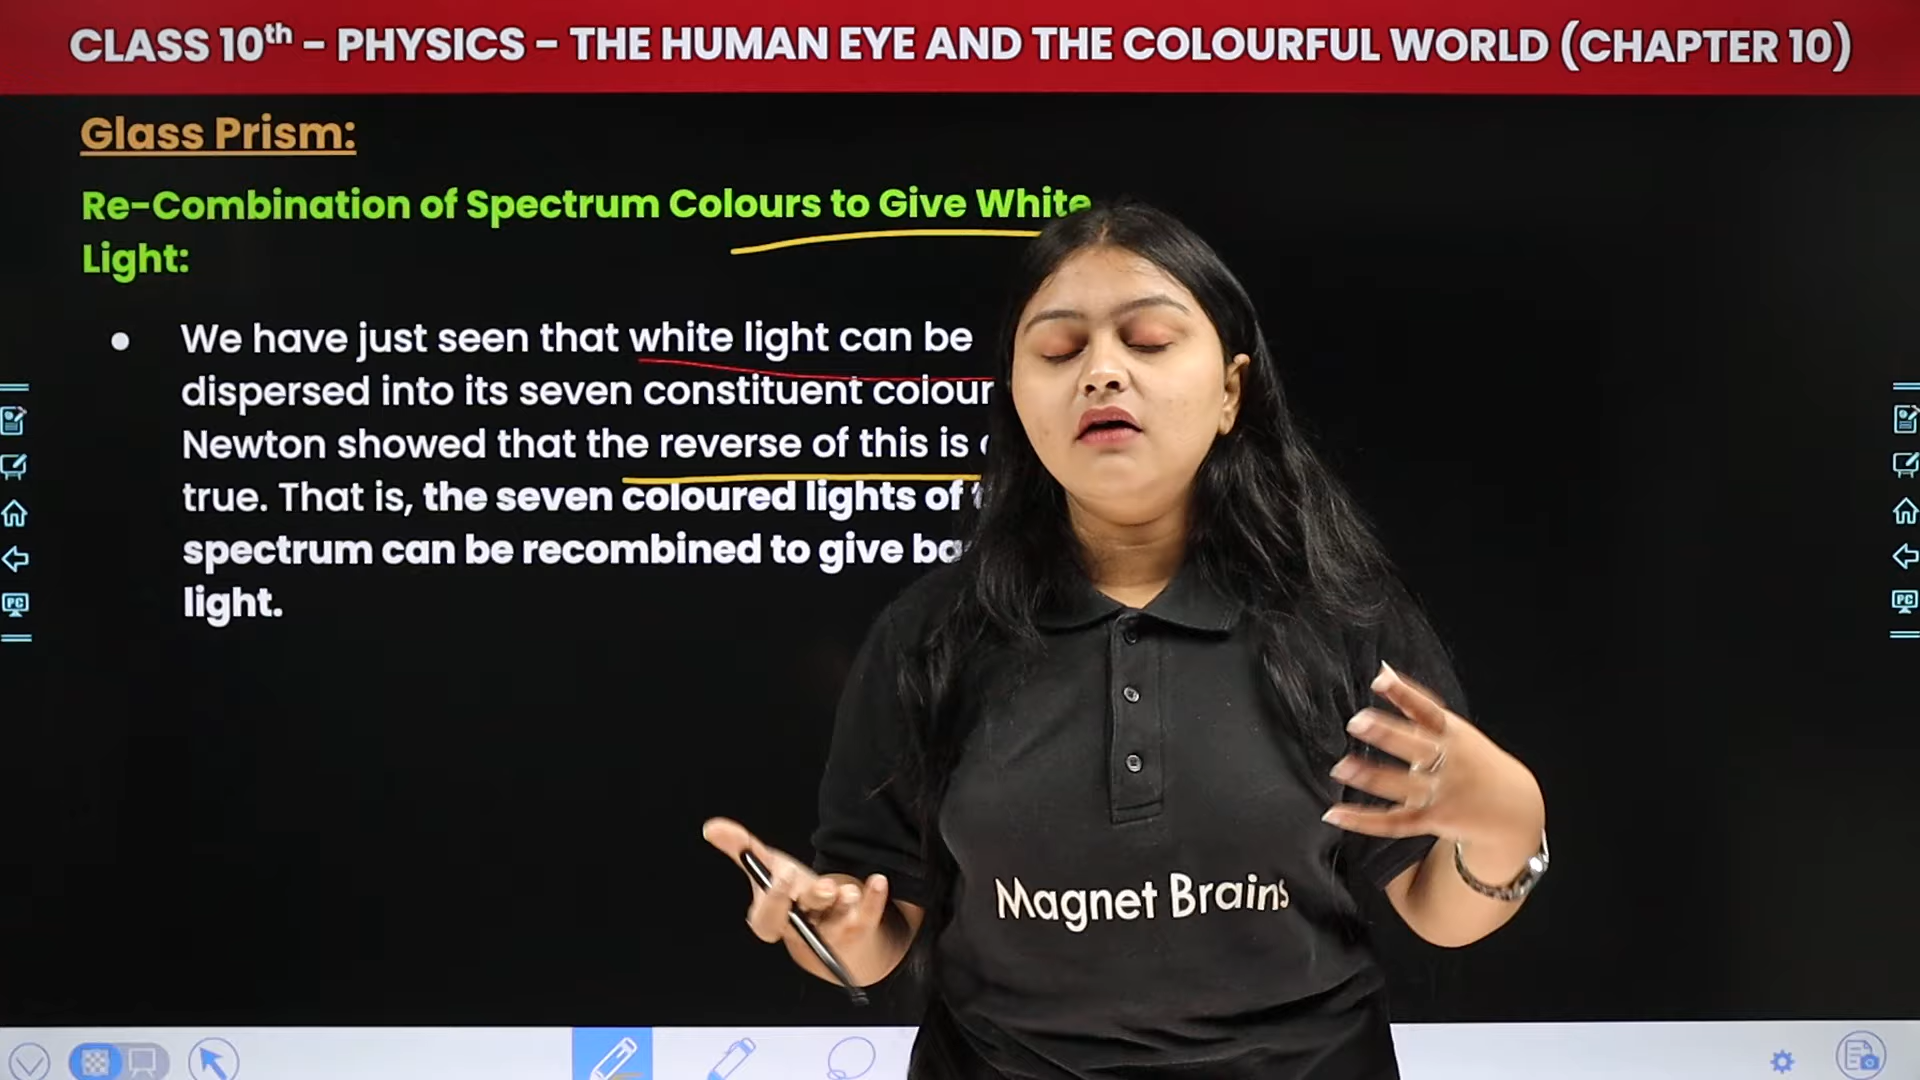 CLASS 10th - PHYSICS - THE HUMAN EYE AND THE COLOURFUL WORLD (CHAPTER 10)
Glass Prism:
Re-Combination of Spectrum Colours to Give White
Light:
● We have just seen that white light can be
dispersed into its seven constituent colour
Newton showed that the reverse of this is
true. That is, the seven coloured lights of
spectrum can be recombined to give
light.
PC
PC
Magnet Brains